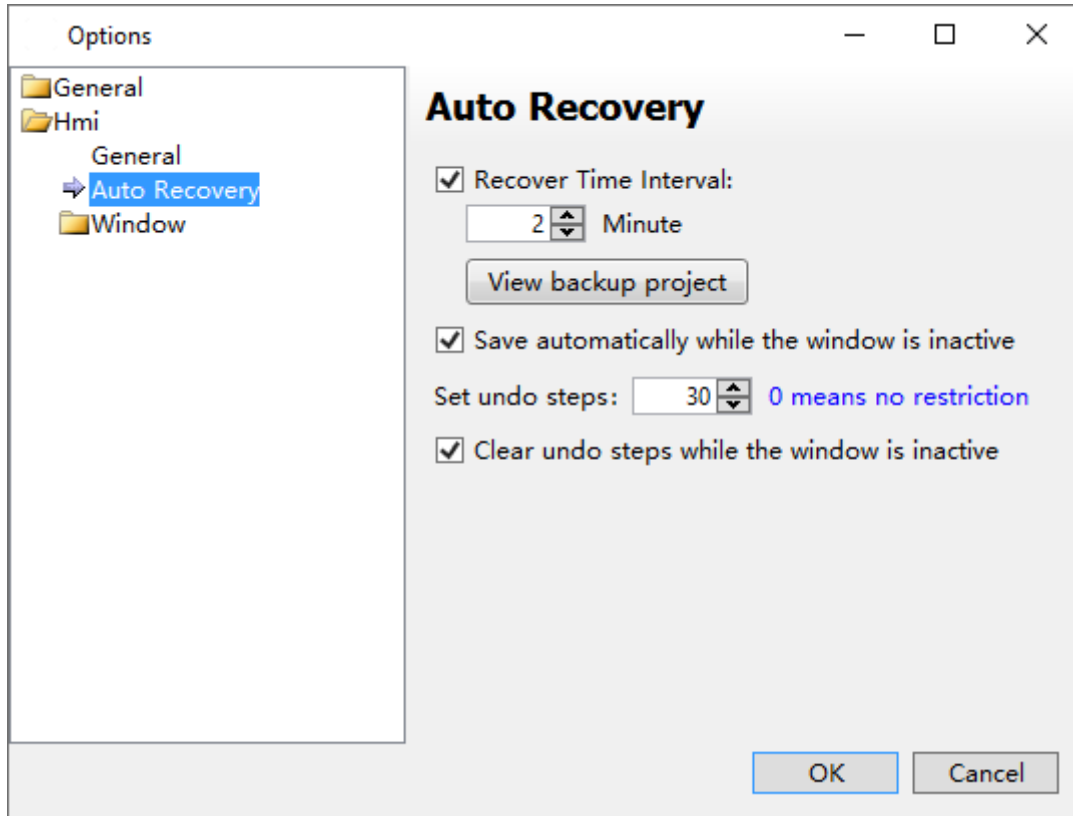 Options
General
Hmi
General
Auto Recovery
Window
Auto Recovery
Recover Time Interval:
2 Minute
View backup project
Save automatically while the window is inactive
Set undo steps: 30 0 means no restriction
Clear undo steps while the window is inactive
OK Cancel